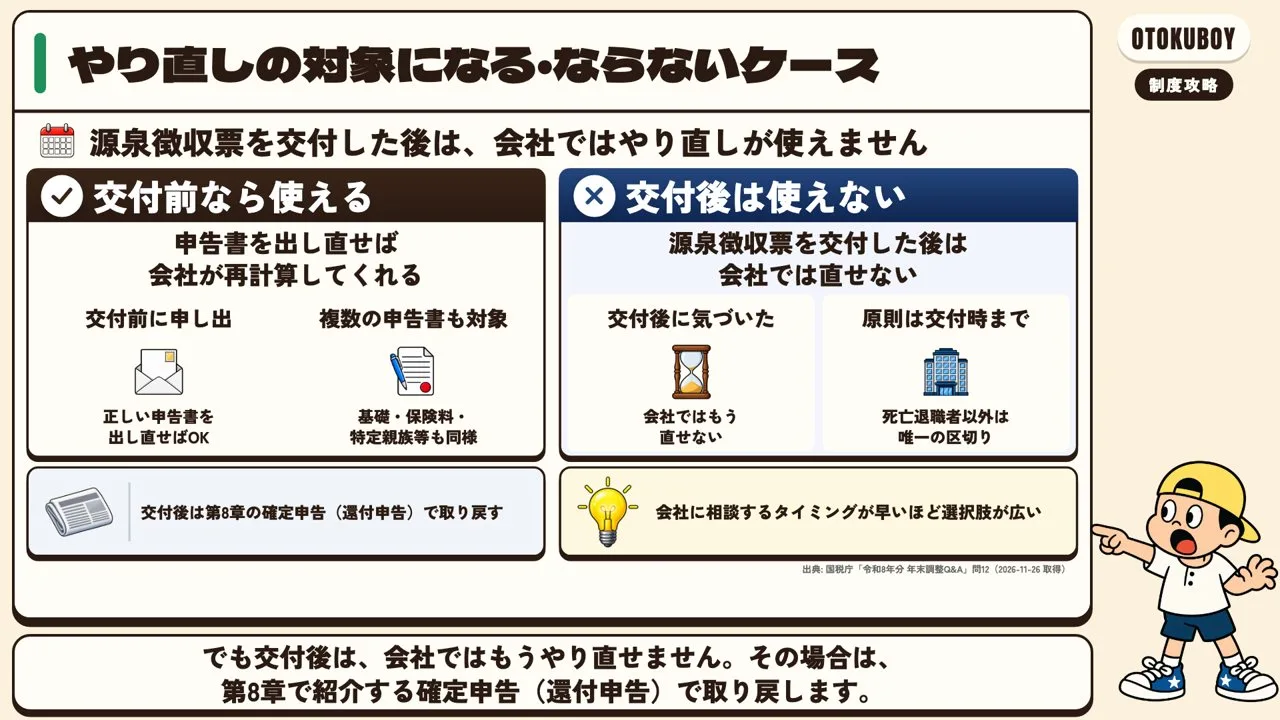 やり直しの対象になる・ならないケース
OTOKUBOY
制度攻略
源泉徴収票を交付した後は、会社ではやり直しが使えません
交付前なら使える
申告書を出し直せば
会社が再計算してくれる
交付前に申し出
正しい申告書を
出し直せばOK
複数の申告書も対象
基礎・保険料・
特定親族等も同様
交付後は使えない
源泉徴収票を交付した後は
会社では直せない
交付後に気づいた
会社ではもう
直せない
原則は交付時まで
死亡退職者以外は
唯一の区切り
交付後は第8章の確定申告（還付申告）で取り戻す
会社に相談するタイミングが早いほど選択肢が広い
出典: 国税庁「令和8年分 年末調整Q&A」問12（2026-11-26 取得）
でも交付後は、会社ではもうやり直せません。その場合は、
第8章で紹介する確定申告（還付申告）で取り戻します。